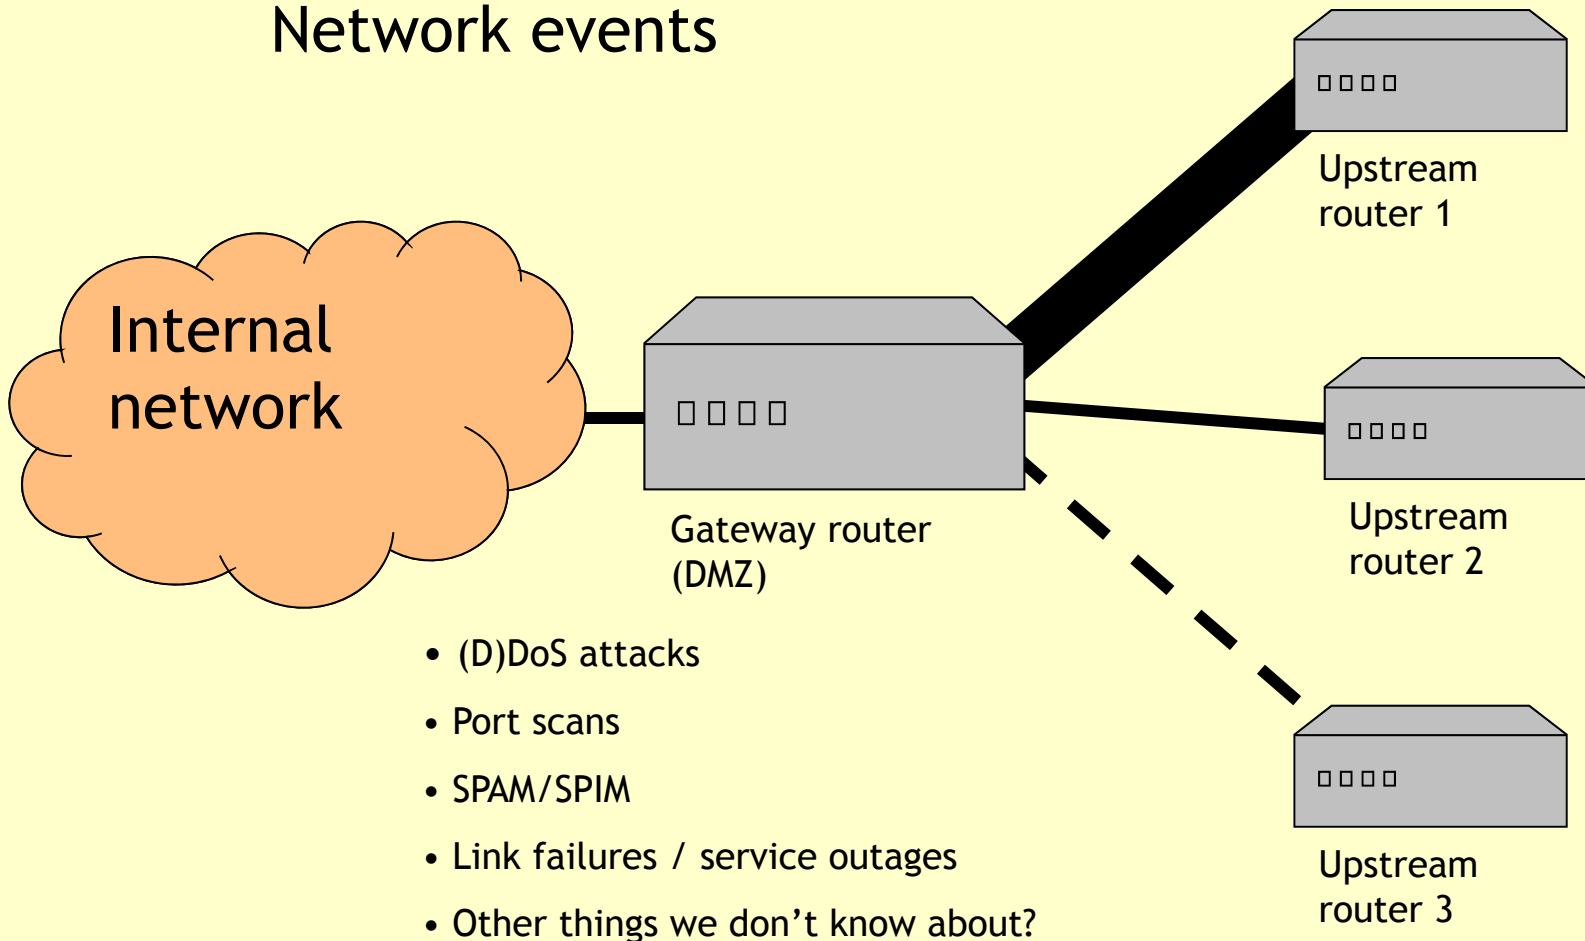 Network events
Upstream
router 1
Internal
network
Upstream
router 2
Gateway router
(DMZ)
• (D)DoS attacks
• Port scans
• SPAM/SPIM
• Link failures / service outages
• Other things we don’t know about?
Upstream
router 3